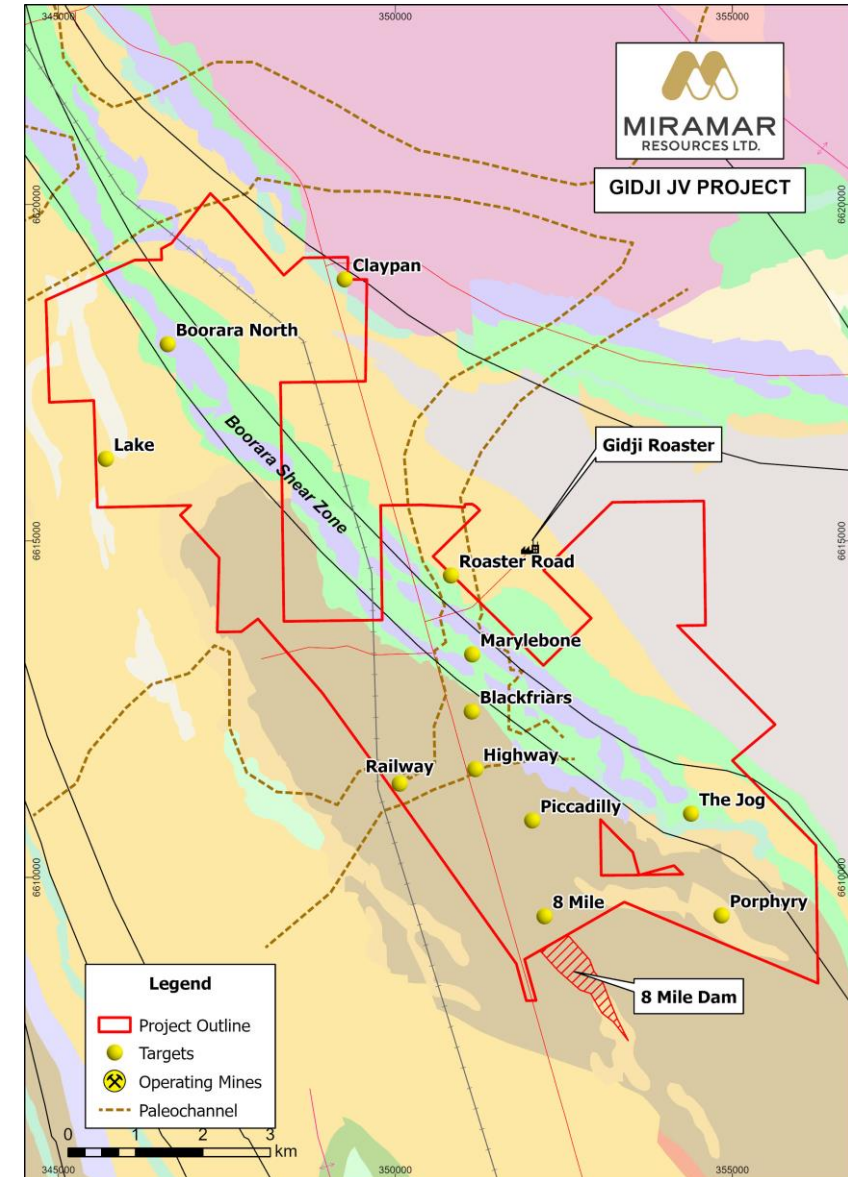 345000
350000
355000
MIRAMAR
RESOURCES LTD.
GIDJI JV PROJECT
6620000
6620000
Claypan
Boorara North
Lake
Boorara Shear Zone
Gidji Roaster
6615000
6615000
Roaster Road
Marylebone
Blackfriars
Highway
Railway
Piccadilly
The Jog
6610000
6610000
8 Mile
Porphyry
8 Mile Dam
Legend
Project Outline
Targets
Operating Mines
Paleochannel
0 1 2 3
km
345000
350000
355000